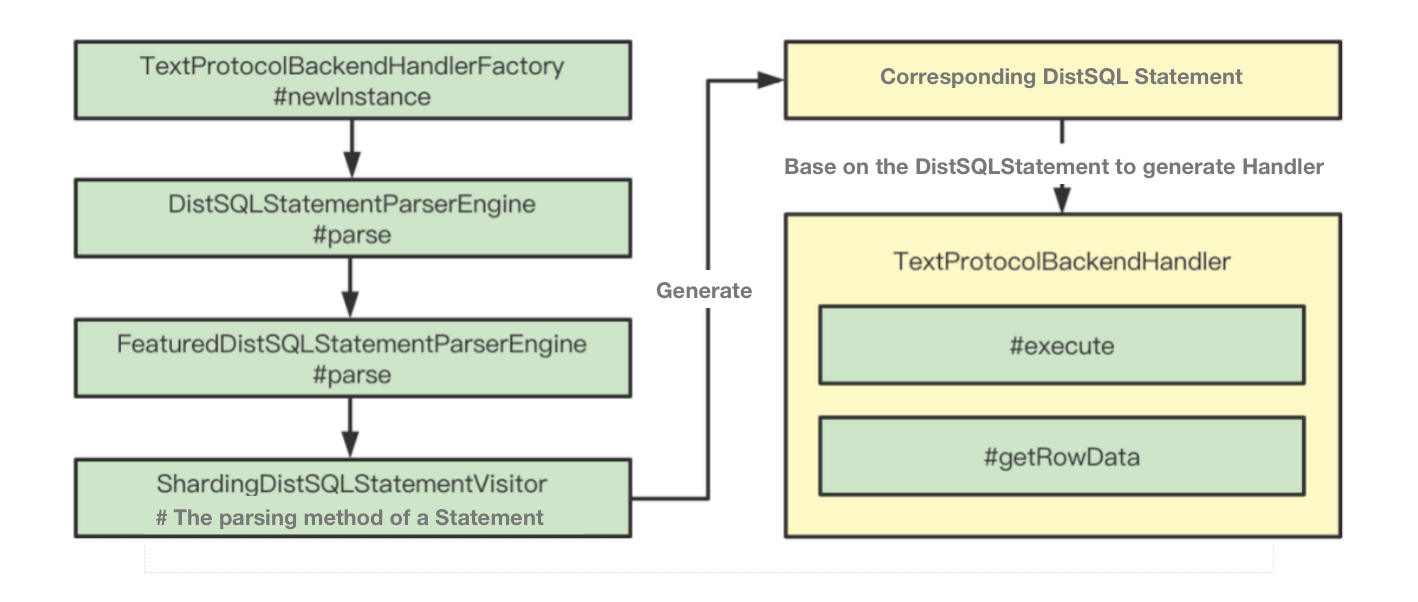 TextProtocolBackendHandlerFactory
#newInstance
DistSQLStatementParserEngine
#parse
FeaturedDistSQLStatementParserEngine
#parse
ShardingDistSQLStatementVisitor
# The parsing method of a Statement
Generate
Corresponding DistSQL Statement
Base on the DistSQLStatement to generate Handler
TextProtocolBackendHandler
#execute
#getRowData